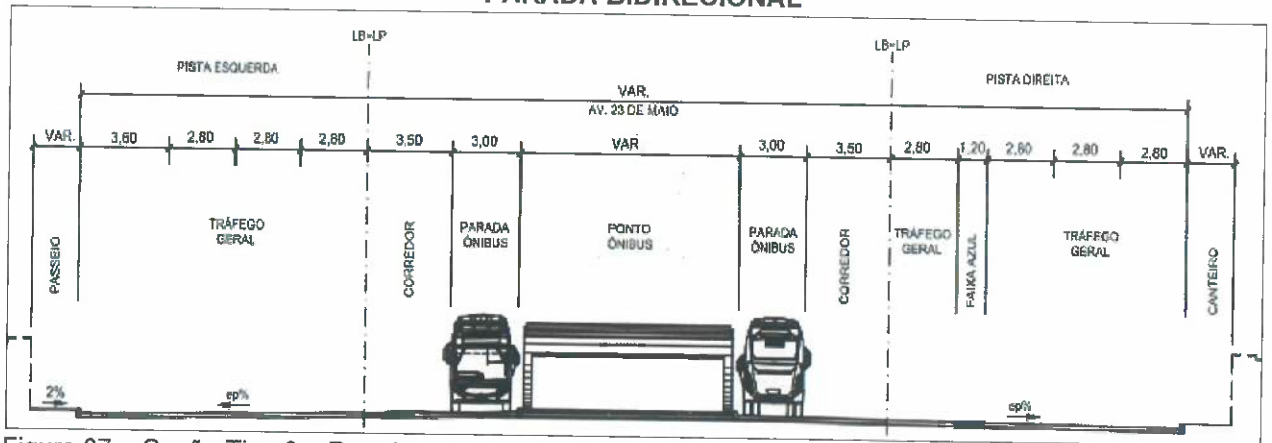 PARADA BIDIRECIONAL
LB=LP
LB=LP
PISTA ESQUERDA
PISTA DIREITA
VAR.
AV. 23 DE MAIO
VAR. 3,60 2,80 2,80 2,80 3,50 3,00 VAR 3,00 3,50 2,80 1,20 2,80 2,80 2,80 VAR.
PASSEIO
TRÁFEGO
GERAL
CORREDOR
PARADA
ÔNIBUS
PONTO
ÔNIBUS
PARADA
ÔNIBUS
CORREDOR
TRÁFEGO
GERAL
FAIXA AZUL
TRÁFEGO
GERAL
CANTEIRO
2%
ep%
ep%